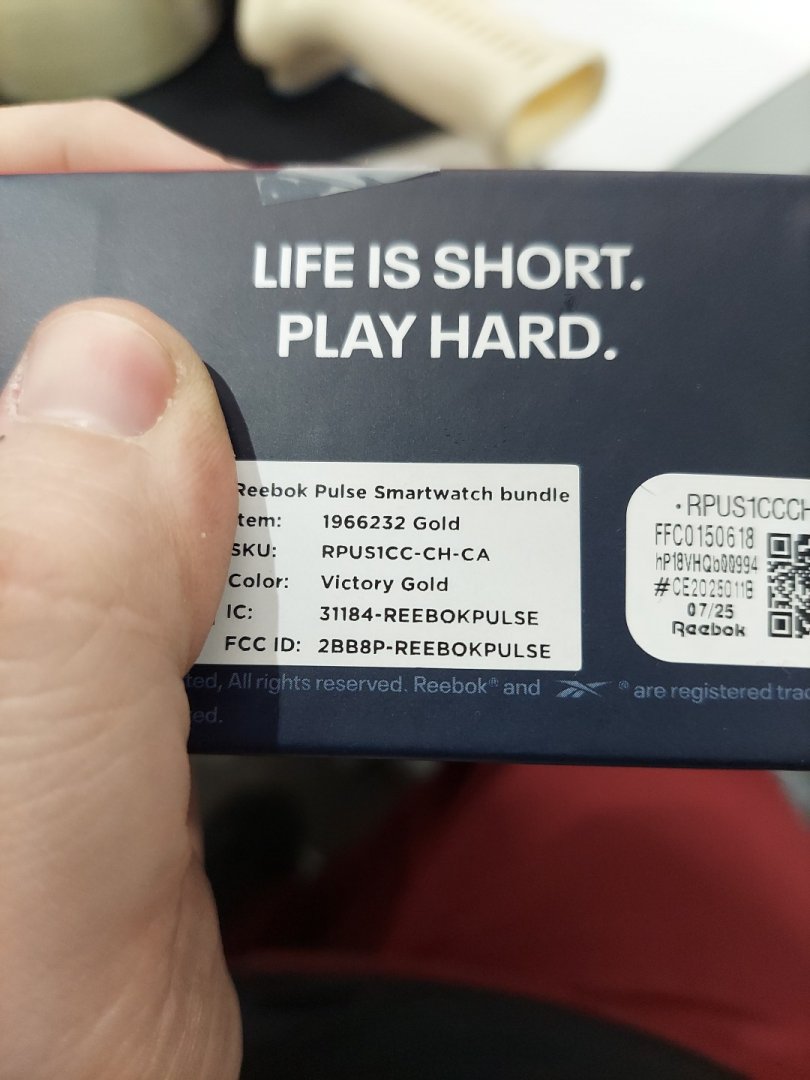 LIFE IS SHORT.
PLAY HARD.
Reebok Pulse Smartwatch bundle
tem: 1966232 Gold
SKU: RPUS1CC-CH-CA
Color: Victory Gold
IC: 31184-REEBOKPULSE
FCC ID: 2BB8P-REEBOKPULSE
ted, All rights reserved. Reebok® and ® are registered trad
ed.
·RPUS1CCCH
FFC0150618
hP18VHQb00994
#CE20250118
07/25
Reebok